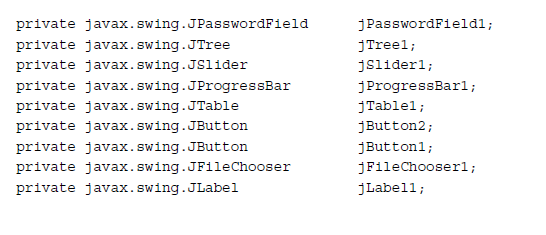 private javax.swing.JPasswordField jPasswordField1;
private javax.swing.JTree jTree1;
private javax.swing.JSlider jSlider1;
private javax.swing.JProgressBar jProgressBar1;
private javax.swing.JTable jTable1;
private javax.swing.JButton jButton2;
private javax.swing.JButton jButton1;
private javax.swing.JFileChooser jFileChooser1;
private javax.swing.JLabel jLabel1;